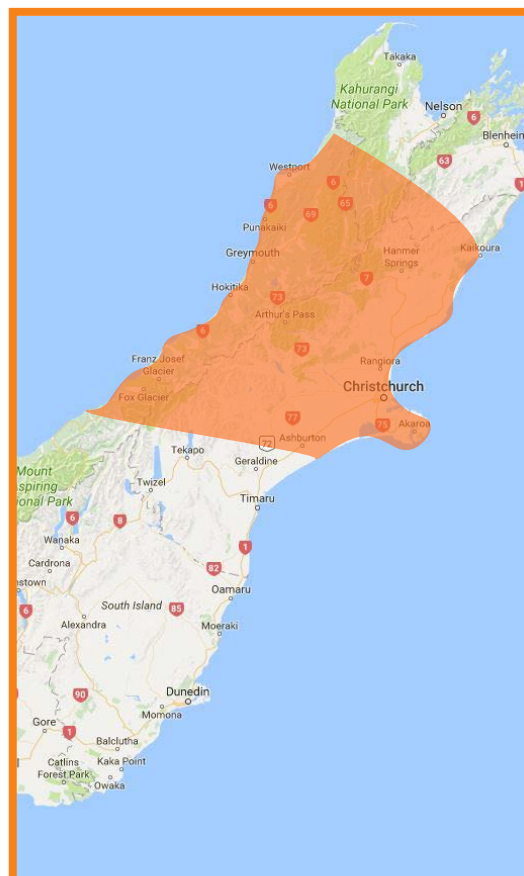 Takaka
Kahurangi
National Park
Nelson
6
Blenheim
63
1
Westport
6
65
69
6
Punakaiki
Kaikoura
Hanmer
Springs
Greymouth
7
Hokitika
73
Arthur's Pass
6
73
Franz Josef
Glacier
Rangiora
Fox Glacier
Christchurch
77
75
Akaroa
72
Ashburton
Tekapo
Geraldine
Mount
Aspiring
National Park
Twizel
Timaru
6
8
Wanaka
1
Cardrona
82
nstown
Oamaru
6
South Island
85
Alexandra
Moeraki
90
Dunedin
Momona
Gore
1
Balclutha
Catlins
Forest Park
Kaka Point
Owaka